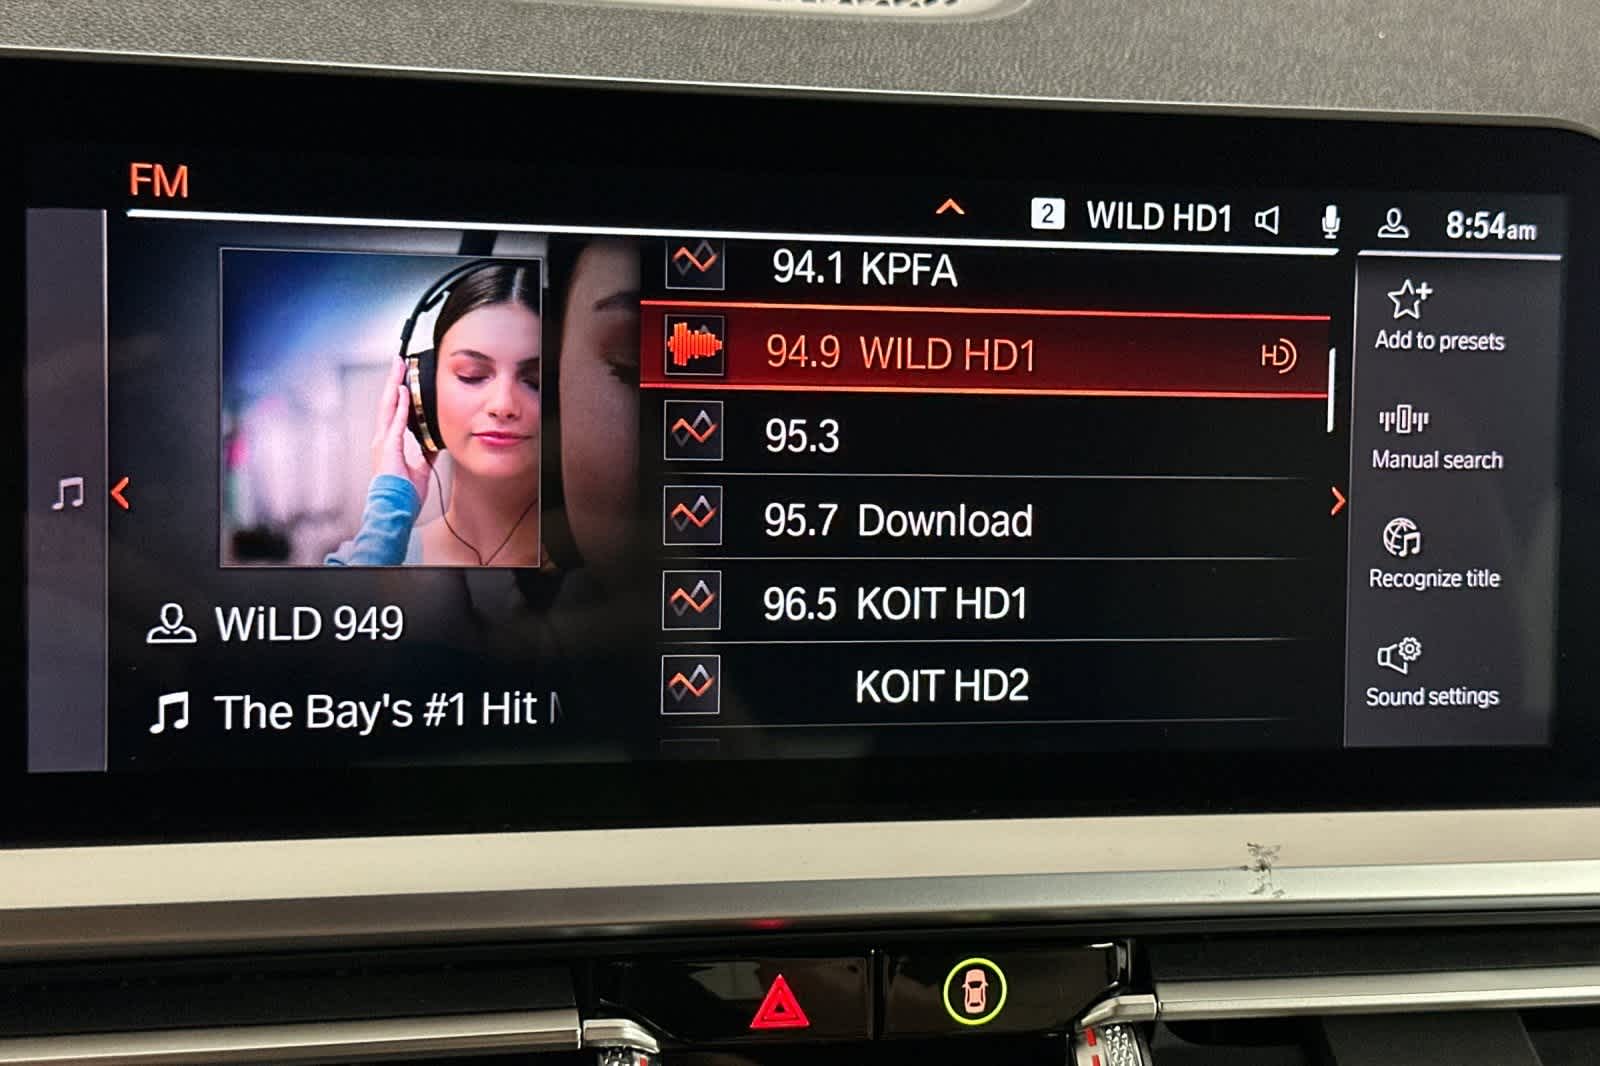 FM
2 WILD HD1 8:54am
94.1 KPFA
94.9 WILD HD1 HD
95.3
95.7 Download
96.5 KOIT HD1
KOIT HD2
WiLD 949
The Bay's #1 Hit
Add to presets
Manual search
Recognize title
Sound settings